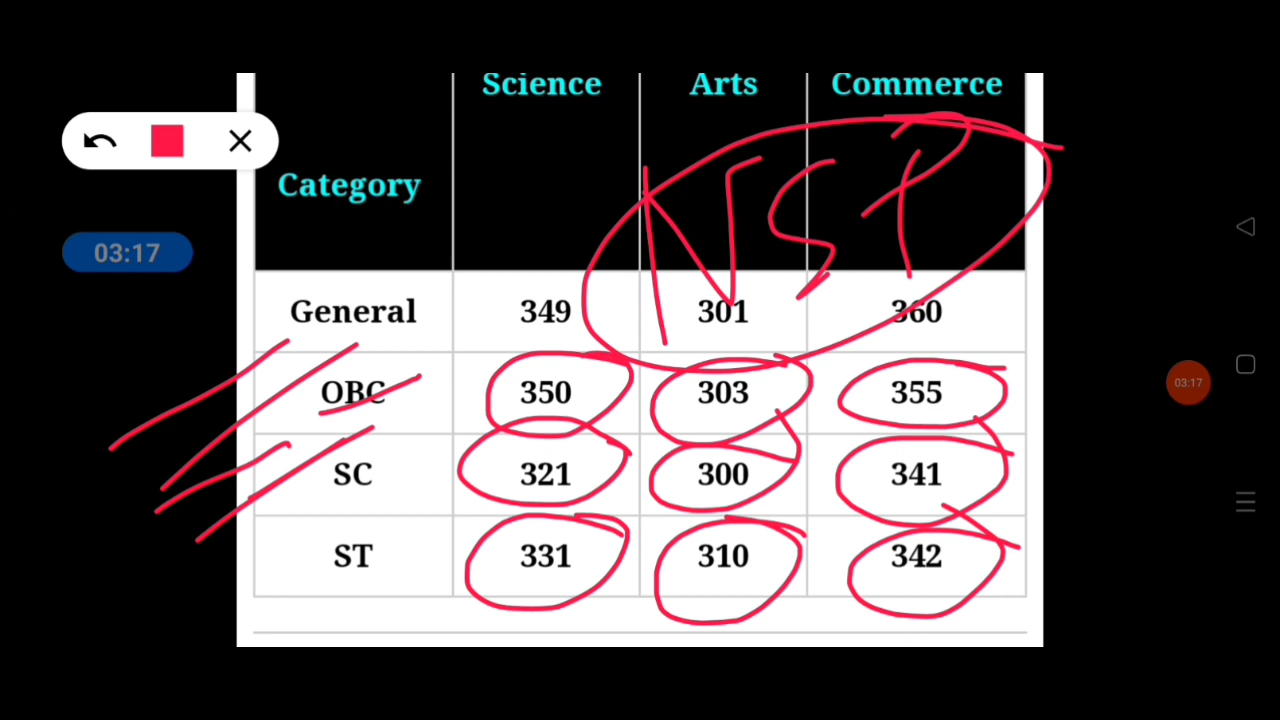 Science Arts Commerce
Category
NSP
03:17
General 349 301 360
03:17
OBC 350 303 355
SC 321 300 341
ST 331 310 342